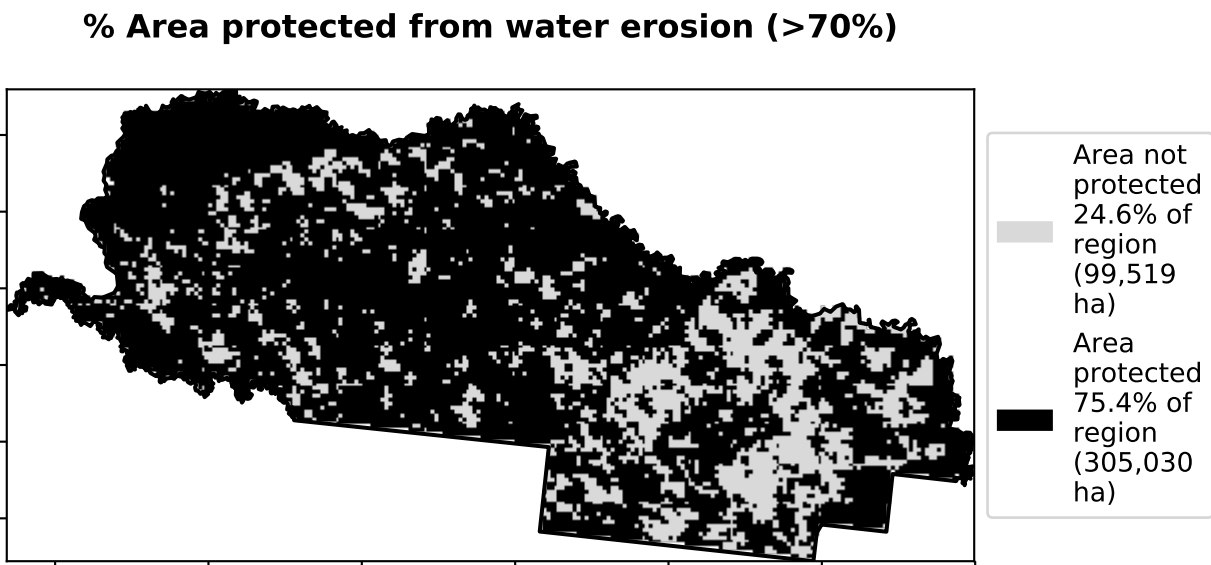 % Area protected from water erosion (>70%)
Area not
protected
24.6% of
region
(99,519
ha)
Area
protected
75.4% of
region
(305,030
ha)